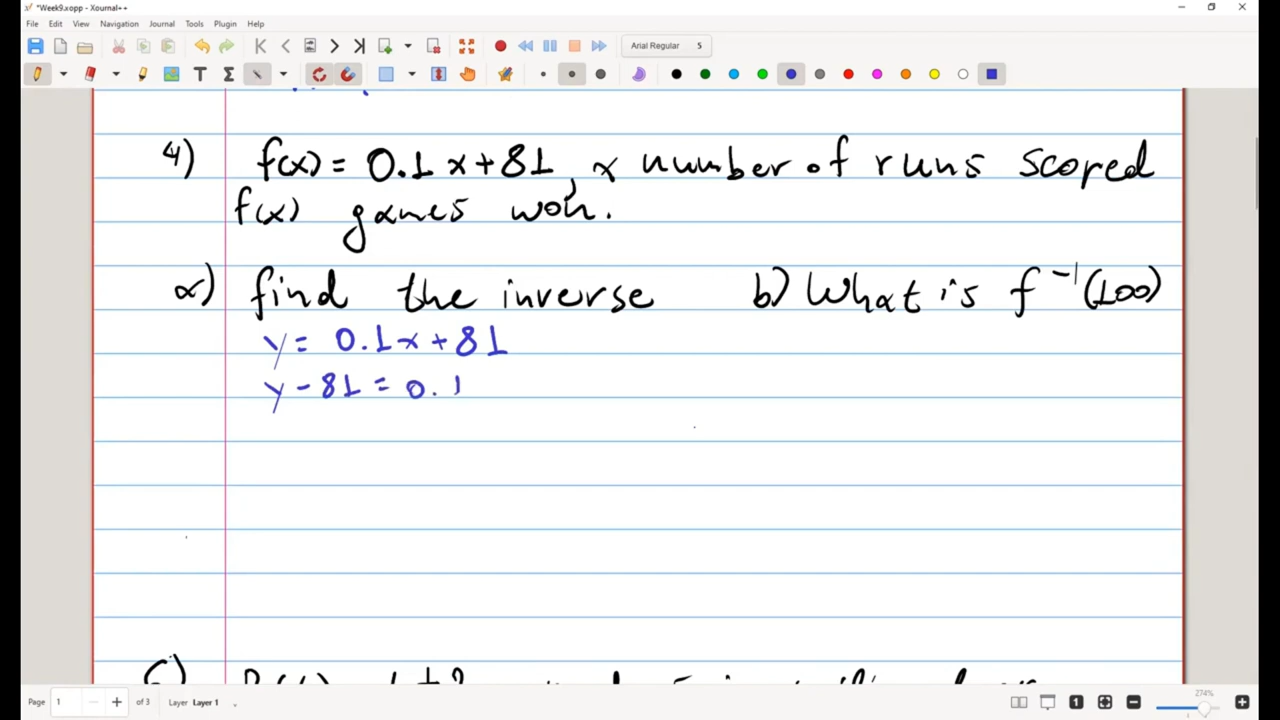 *Week9.xopp - Xournal++
File Edit View Navigation Journal Tools Plugin Help
Arial Regular 5
4) f(x) = 0.1x+81, x number of runs scored
f(x) games won.
a) find the inverse b) What is f⁻¹(100)
y = 0.1x + 81
y - 81 = 0.1
Page 1 of 3 Layer Layer 1
274%